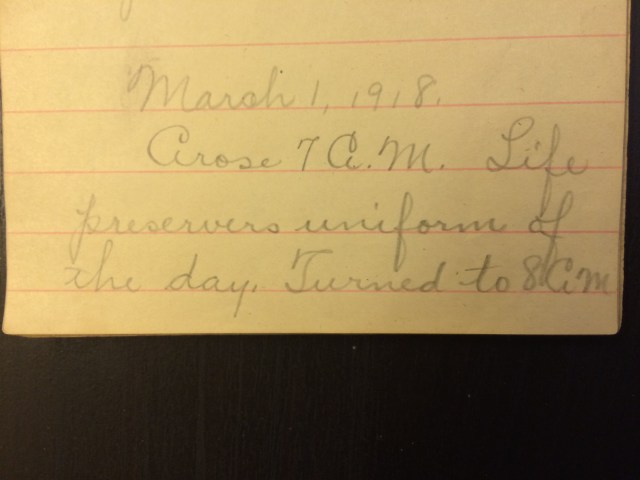 March 1, 1918.
Arose 7 A.M. Life
preservers uniform of
the day. Turned to 8 A M